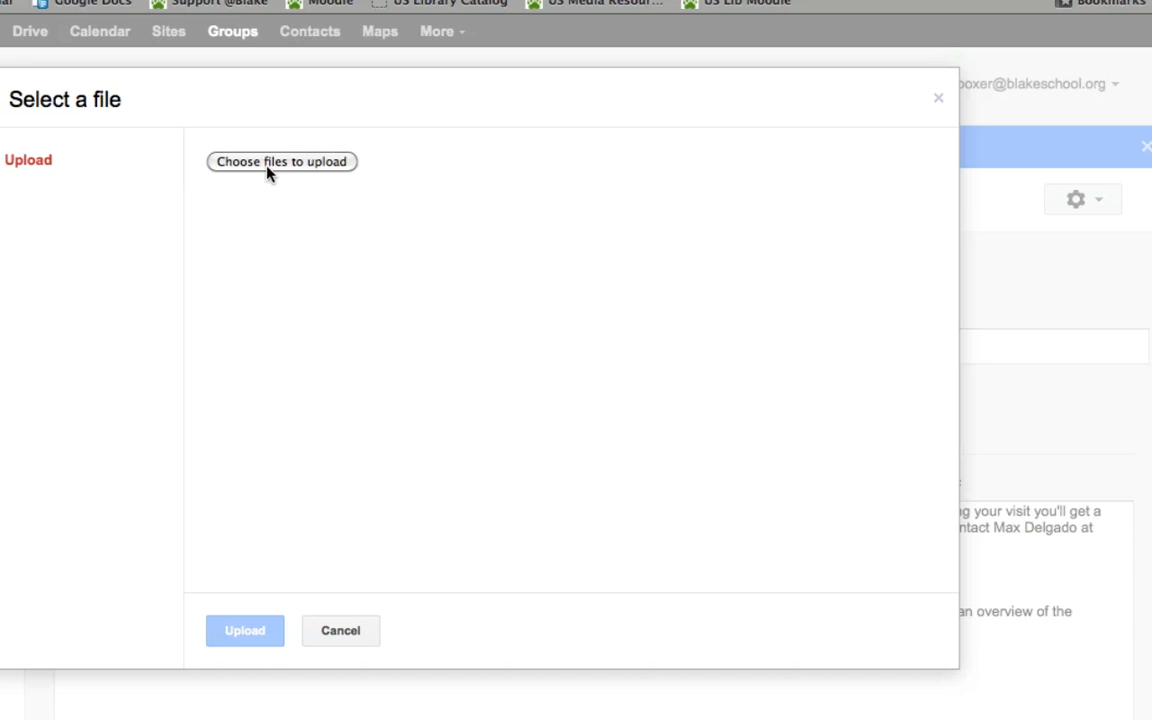 Google Docs Support @Blake Moodle US Library Catalog US Media Resour... US Lib Moodle Bookmarks
Drive Calendar Sites Groups Contacts Maps More
Select a file
×
boxer@blakeschool.org
Upload
Choose files to upload
ng your visit you'll get a
ntact Max Delgado at
an overview of the
Upload Cancel